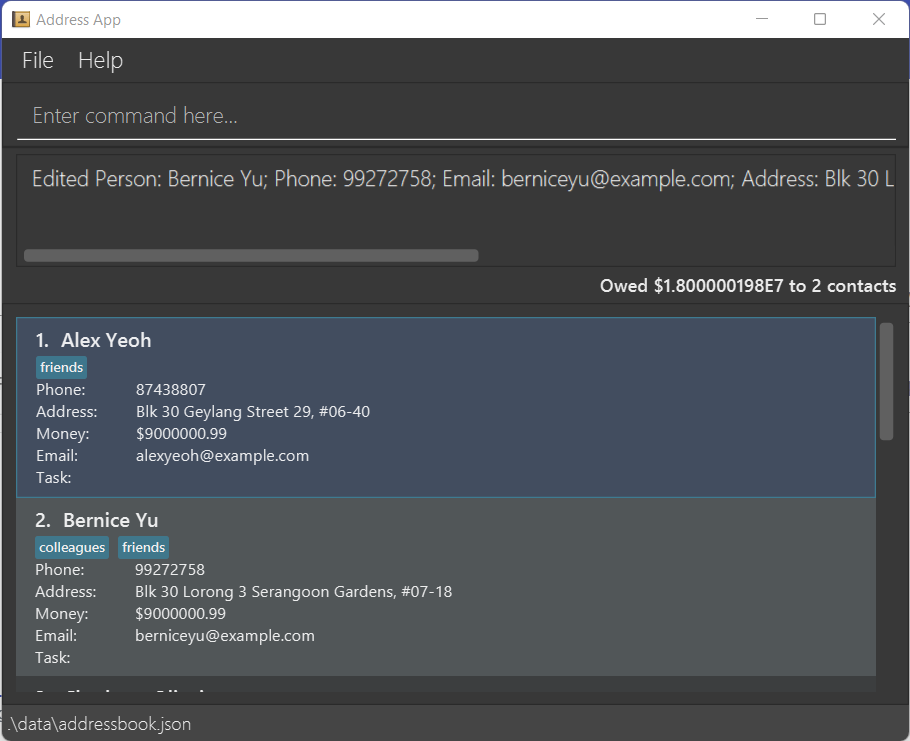 Address App
File Help
Enter command here...
Edited Person: Bernice Yu; Phone: 99272758; Email: berniceyu@example.com; Address: Blk 30 L
Owed $1.800000198E7 to 2 contacts
1. Alex Yeoh
friends
Phone: 87438807
Address: Blk 30 Geylang Street 29, #06-40
Money: $9000000.99
Email: alexyeoh@example.com
Task:
2. Bernice Yu
colleagues friends
Phone: 99272758
Address: Blk 30 Lorong 3 Serangoon Gardens, #07-18
Money: $9000000.99
Email: berniceyu@example.com
Task:
.\data\addressbook.json